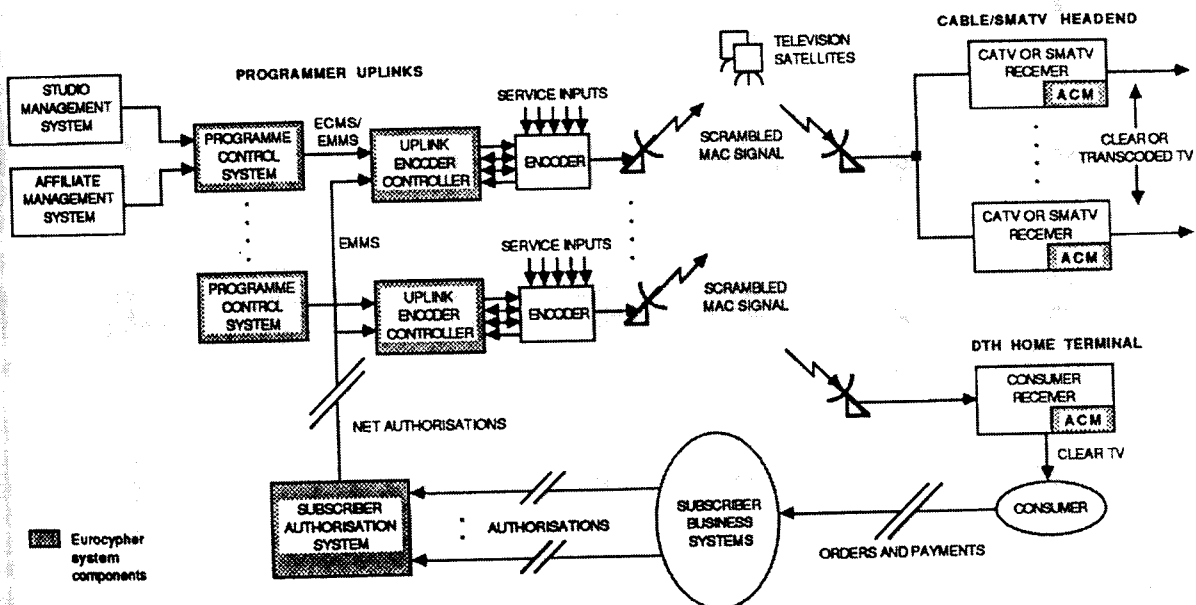 CABLE/SMATV HEADEND
TELEVISION
SATELLITES
CATV OR SMATV
RECEIVER
ACM
PROGRAMMER UPLINKS
STUDIO
MANAGEMENT
SYSTEM
SERVICE INPUTS
ECMS/
EMMS
PROGRAMME
CONTROL
SYSTEM
UPLINK
ENCODER
CONTROLLER
ENCODER
SCRAMBLED
MAC SIGNAL
CLEAR OR
TRANSCODED TV
AFFILIATE
MANAGEMENT
SYSTEM
CATV OR SMATV
RECEIVER
ACM
EMMS
SERVICE INPUTS
PROGRAMME
CONTROL
SYSTEM
UPLINK
ENCODER
CONTROLLER
ENCODER
SCRAMBLED
MAC SIGNAL
DTH HOME TERMINAL
CONSUMER
RECEIVER
ACM
NET AUTHORISATIONS
CLEAR TV
SUBSCRIBER
AUTHORISATION
SYSTEM
AUTHORISATIONS
SUBSCRIBER
BUSINESS
SYSTEMS
CONSUMER
ORDERS AND PAYMENTS
Eurocypher
system
components